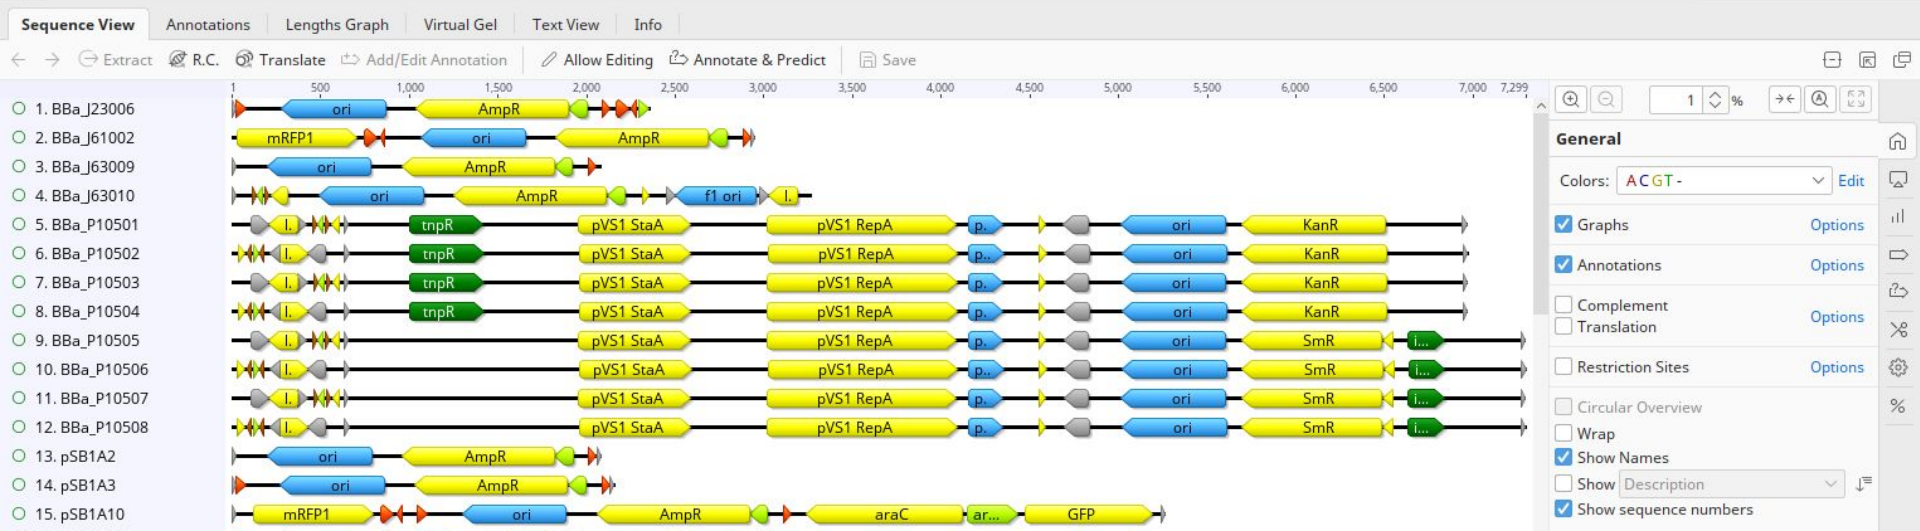 Sequence View Annotations Lengths Graph Virtual Gel Text View Info
Extract R.C. Translate Add/Edit Annotation Allow Editing Annotate & Predict Save
1 500 1,000 1,500 2,000 2,500 3,000 3,500 4,000 4,500 5,000 5,500 6,000 6,500 7,000 7,299
1. BBa_J23006 ori AmpR
2. BBa_J61002 mRFP1 ori AmpR
3. BBa_J63009 ori AmpR
4. BBa_J63010 ori AmpR f1 ori l.
5. BBa_P10501 l. tnpR pVS1 StaA pVS1 RepA p. ori KanR
6. BBa_P10502 l. tnpR pVS1 StaA pVS1 RepA p.. ori KanR
7. BBa_P10503 l. tnpR pVS1 StaA pVS1 RepA p. ori KanR
8. BBa_P10504 l. tnpR pVS1 StaA pVS1 RepA p. ori KanR
9. BBa_P10505 l. pVS1 StaA pVS1 RepA p. ori SmR i...
10. BBa_P10506 l. pVS1 StaA pVS1 RepA p.. ori SmR i...
11. BBa_P10507 l. pVS1 StaA pVS1 RepA p. ori SmR i...
12. BBa_P10508 l. pVS1 StaA pVS1 RepA p. ori SmR i...
13. pSB1A2 ori AmpR
14. pSB1A3 ori AmpR
15. pSB1A10 mRFP1 ori AmpR araC ar... GFP
1 %
General
Colors: A C G T - Edit
Graphs Options
Annotations Options
Complement
Translation Options
Restriction Sites Options
Circular Overview
Wrap
Show Names
Show Description
Show sequence numbers
%